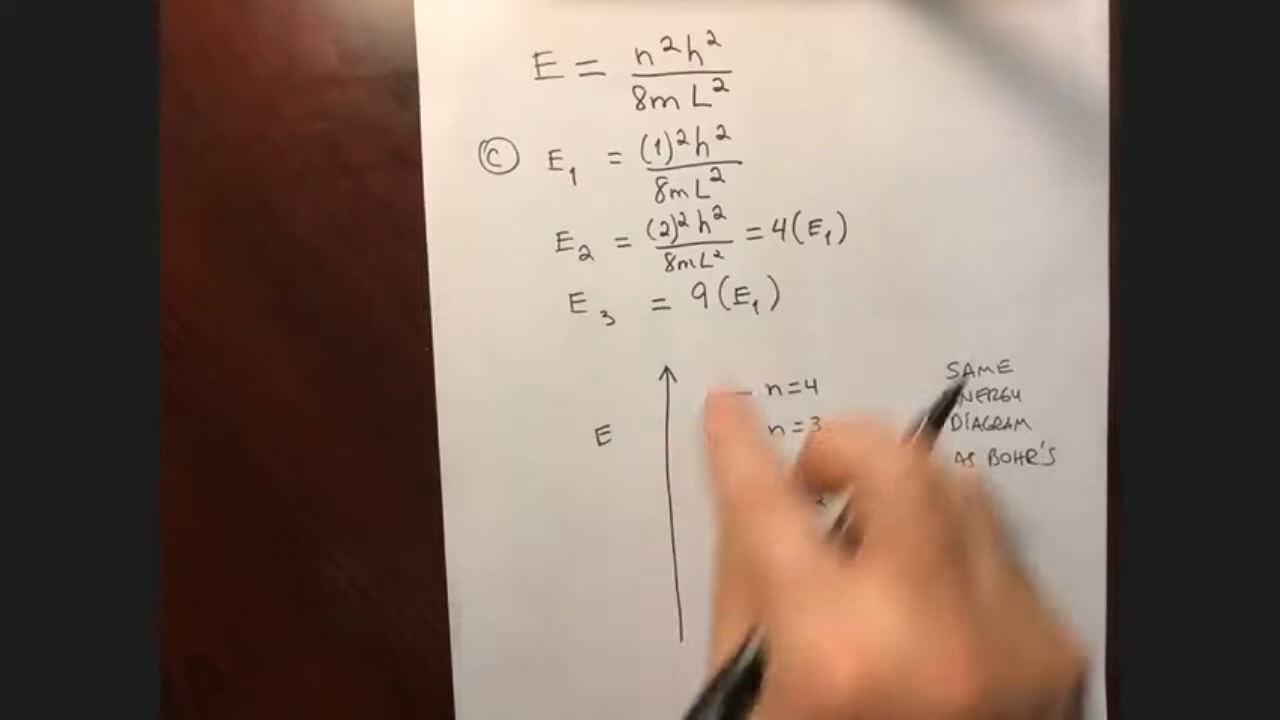 E = n²h² / 8mL²
Ⓒ E₁ = (1)²h² / 8mL²
E₂ = (2)²h² / 8mL² = 4(E₁)
E₃ = 9(E₁)
n=4
n=3
E
SAME
DIAGRAM
AS BOHR'S